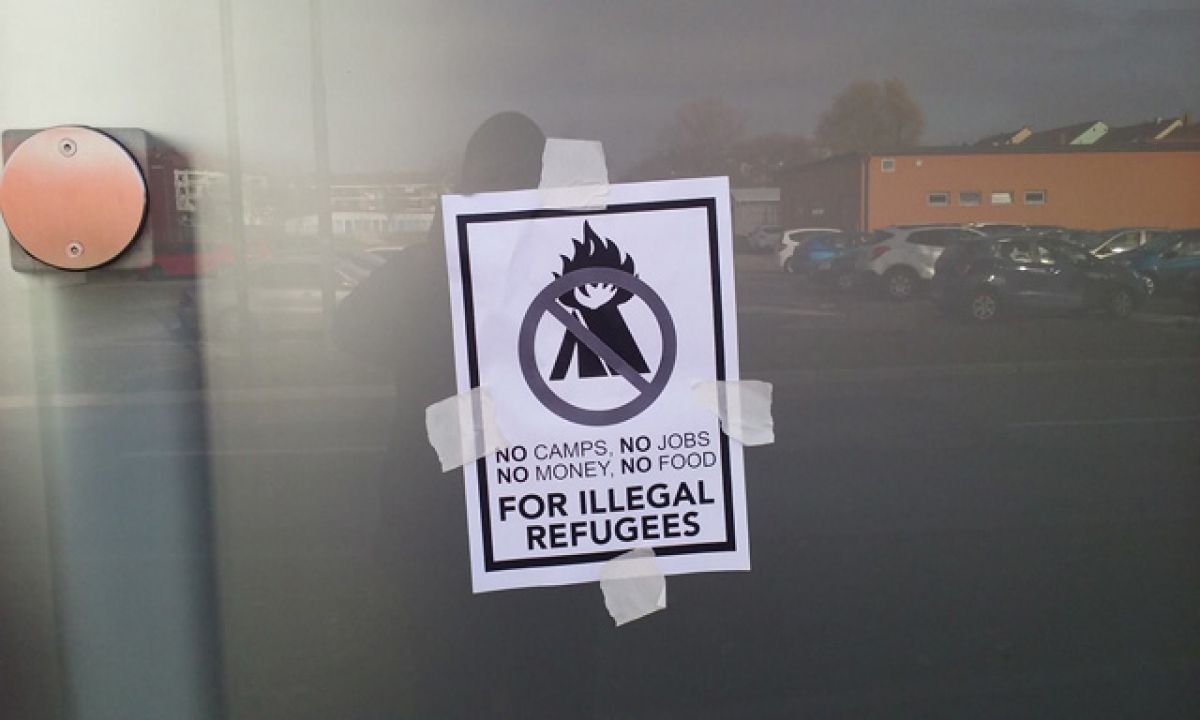 NO CAMPS, NO JOBS
NO MONEY, NO FOOD
FOR ILLEGAL
REFUGEES